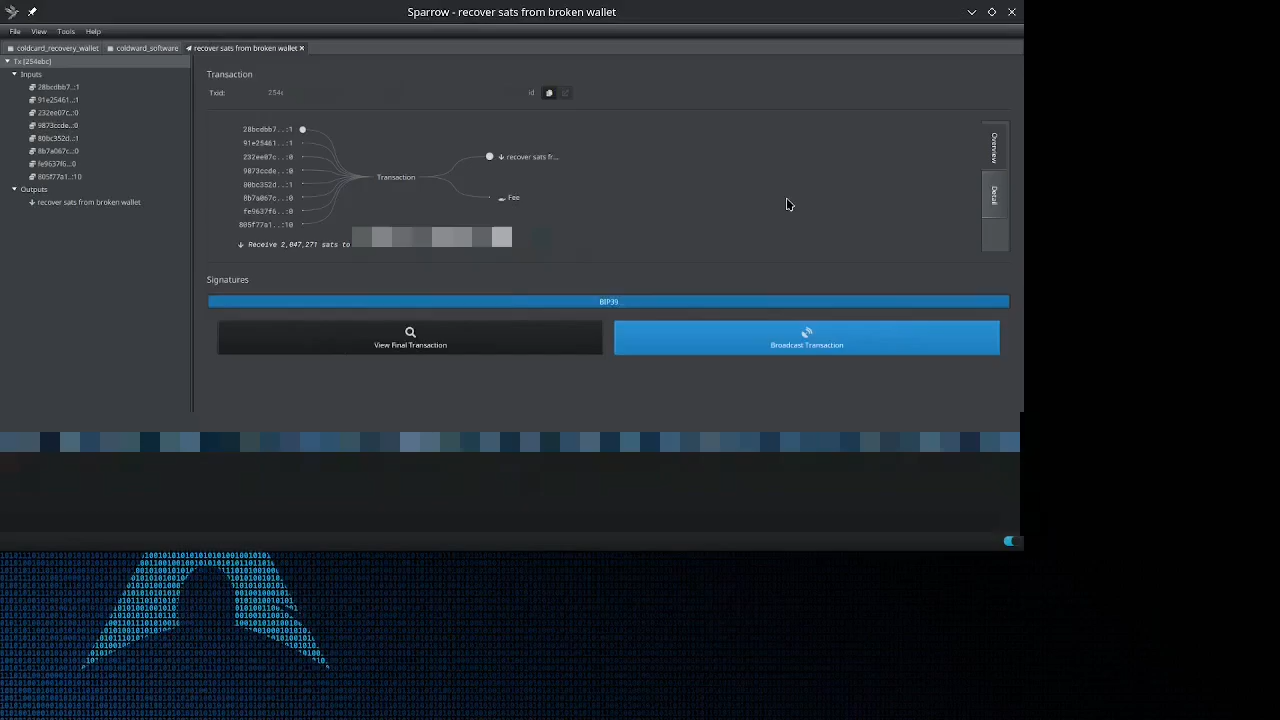 Sparrow - recover sats from broken wallet
File View Tools Help
coldcard_recovery_wallet coldward_software recover sats from broken wallet
Tx [254ebc]
Inputs
28bcdbb7..:1
91e25461..:1
232ee07c..:0
9873ccde..:0
80bc352d..:1
8b7a067c..:0
fe9637f6..:0
805f77a1..:10
Outputs
recover sats from broken wallet
Transaction
Txid: 254 id
28bcdbb7..:1
91e25461..:1
232ee07c..:0
9873ccde..:0
80bc352d..:1
8b7a067c..:0
fe9637f6..:0
805f77a1..:10
Transaction
recover sats fr...
Fee
Receive 2,047,271 sats to
Overview
Detail
Signatures
BIP39
View Final Transaction
Broadcast Transaction